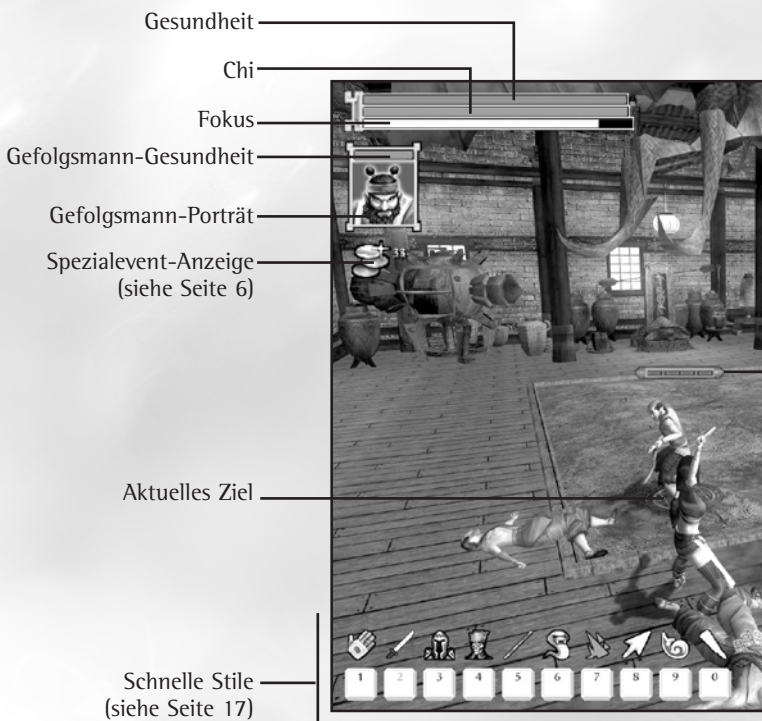 Gesundheit
Chi
Fokus
Gefolgsmann-Gesundheit
Gefolgsmann-Porträt
Spezialevent-Anzeige
(siehe Seite 6)
+33
Aktuelles Ziel
Schnelle Stile
(siehe Seite 17)
1 2 3 4 5 6 7 8 9 0